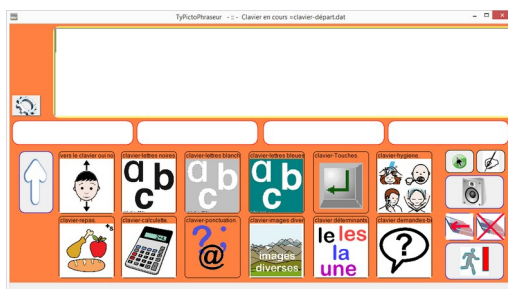 TyPictoPhraseur -::- Clavier en cours »clavier-départ.dat
vers le clavier oui no
clavier-lettres noires
clavier-lettres blanch
clavier-lettres bleues
clavier-Touches
clavier-hygiene.
a b c
a b c
a b c
clavier-repas.
clavier-calculette.
clavier-ponctuation
clavier-images diver
clavier déterminants
clavier demandes-bi
? ; @
images
diverses
le les
la
une
?